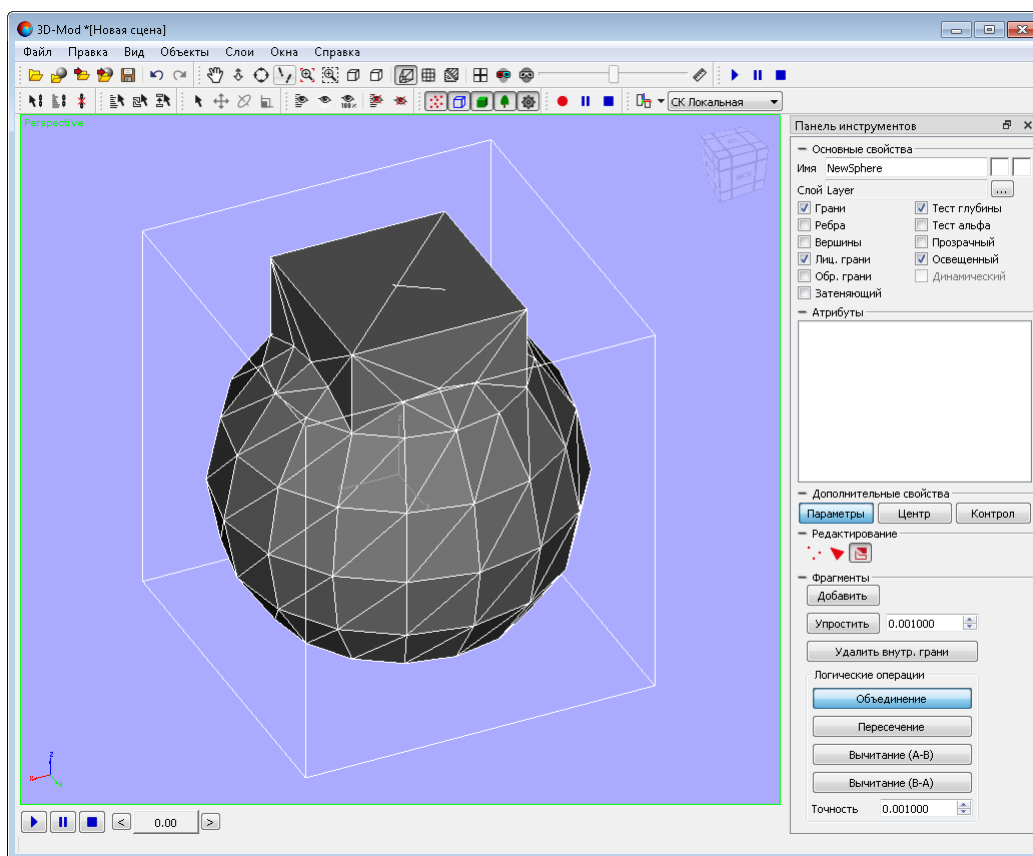 3D-Mod *[Новая сцена]
Файл Правка Вид Объекты Слои Окна Справка
100%
СК Локальная
Perspective
Панель инструментов
Основные свойства
Имя NewSphere
Слой Layer ...
Грани Тест глубины
Ребра Тест альфа
Вершины Прозрачный
Лиц. грани Освещенный
Обр. грани Динамический
Затеняющий
Атрибуты
Дополнительные свойства
Параметры Центр Контрол
Редактирование
Фрагменты
Добавить
Упростить 0.001000
Удалить внутр. грани
Логические операции
Объединение
Пересечение
Вычитание (A-B)
Вычитание (B-A)
Точность 0.001000
z
x y
< 0.00 >